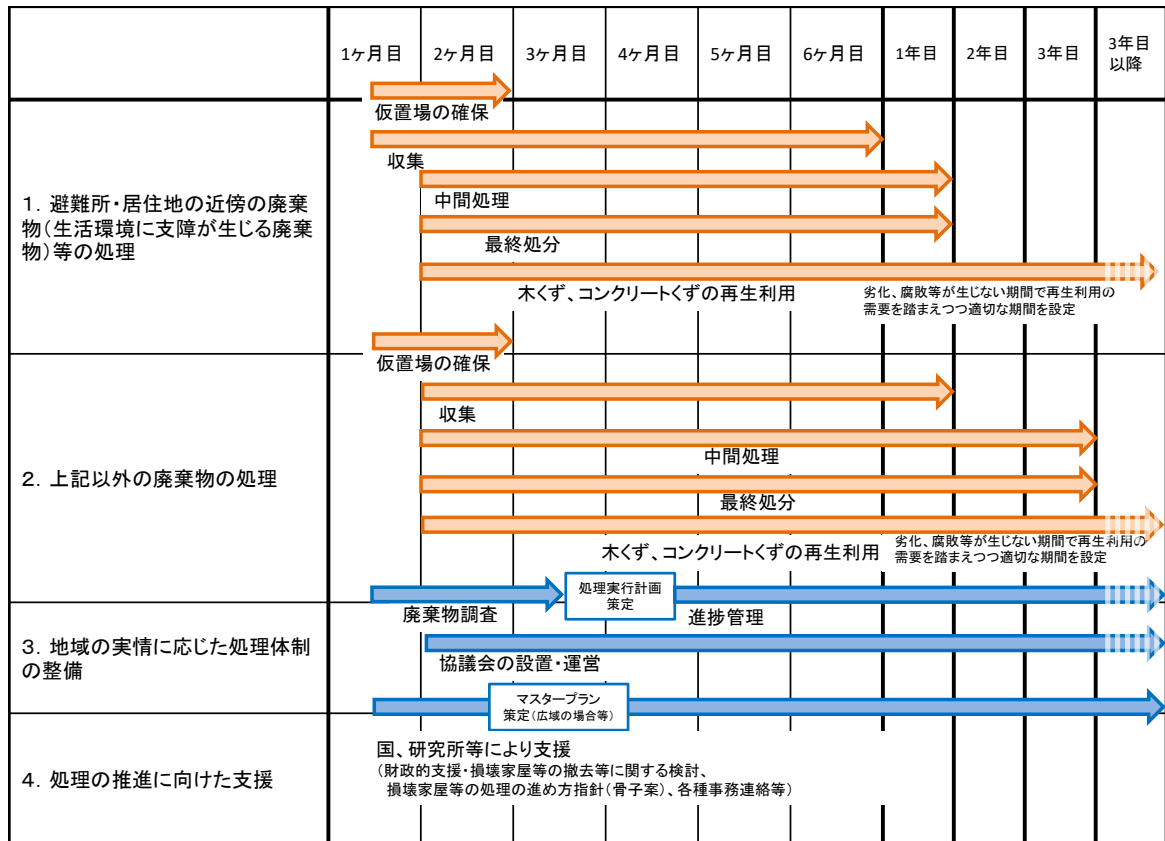 1ヶ月目
2ヶ月目
3ヶ月目
4ヶ月目
5ヶ月目
6ヶ月目
1年目
2年目
3年目
3年目
以降
1．避難所・居住地の近傍の廃棄
物（生活環境に支障が生じる廃棄
物）等の処理
仮置場の確保
収集
中間処理
最終処分
木くず、コンクリートくずの再生利用
劣化、腐敗等が生じない期間で再生利用の
需要を踏まえつつ適切な期間を設定
2．上記以外の廃棄物の処理
仮置場の確保
収集
中間処理
最終処分
木くず、コンクリートくずの再生利用
劣化、腐敗等が生じない期間で再生利用の
需要を踏まえつつ適切な期間を設定
3．地域の実情に応じた処理体制
の整備
処理実行計画
策定
廃棄物調査
進捗管理
協議会の設置・運営
マスタープラン
策定（広域の場合等）
4．処理の推進に向けた支援
国、研究所等により支援
（財政的支援・損壊家屋等の撤去等に関する検討、
損壊家屋等の処理の進め方指針（骨子案）、各種事務連絡等）